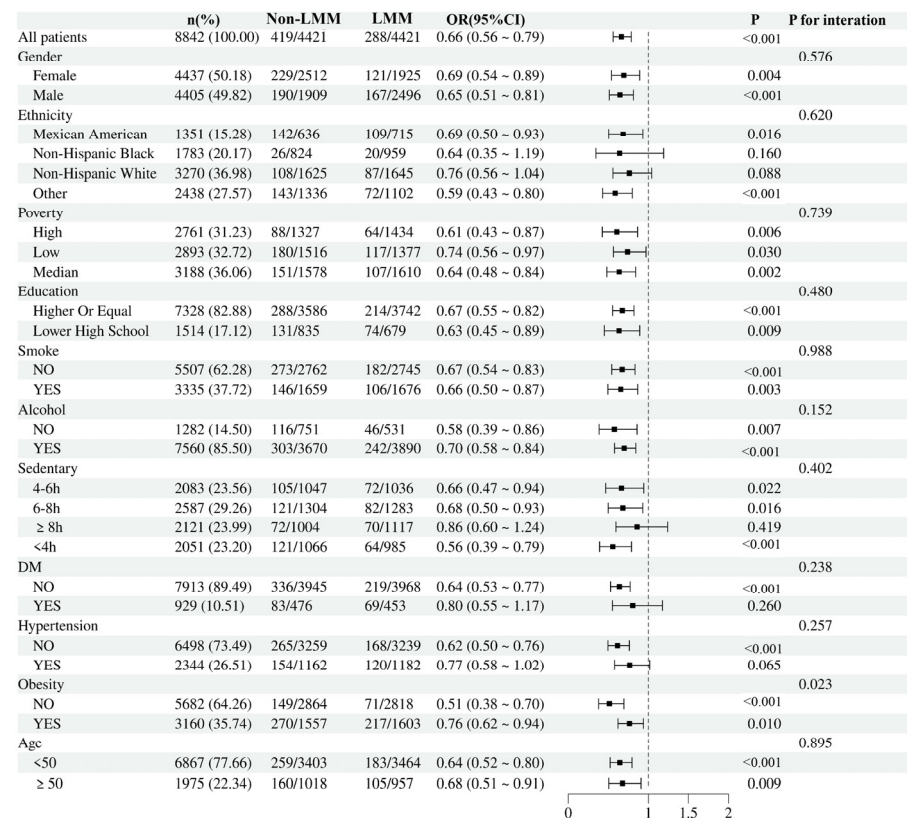 n(%) Non-LMM LMM OR(95%CI) P P for interation
All patients 8842 (100.00) 419/4421 288/4421 0.66 (0.56 ~ 0.79) <0.001
Gender 0.576
Female 4437 (50.18) 229/2512 121/1925 0.69 (0.54 ~ 0.89) 0.004
Male 4405 (49.82) 190/1909 167/2496 0.65 (0.51 ~ 0.81) <0.001
Ethnicity 0.620
Mexican American 1351 (15.28) 142/636 109/715 0.69 (0.50 ~ 0.93) 0.016
Non-Hispanic Black 1783 (20.17) 26/824 20/959 0.64 (0.35 ~ 1.19) 0.160
Non-Hispanic White 3270 (36.98) 108/1625 87/1645 0.76 (0.56 ~ 1.04) 0.088
Other 2438 (27.57) 143/1336 72/1102 0.59 (0.43 ~ 0.80) <0.001
Poverty 0.739
High 2761 (31.23) 88/1327 64/1434 0.61 (0.43 ~ 0.87) 0.006
Low 2893 (32.72) 180/1516 117/1377 0.74 (0.56 ~ 0.97) 0.030
Median 3188 (36.06) 151/1578 107/1610 0.64 (0.48 ~ 0.84) 0.002
Education 0.480
Higher Or Equal 7328 (82.88) 288/3586 214/3742 0.67 (0.55 ~ 0.82) <0.001
Lower High School 1514 (17.12) 131/835 74/679 0.63 (0.45 ~ 0.89) 0.009
Smoke 0.988
NO 5507 (62.28) 273/2762 182/2745 0.67 (0.54 ~ 0.83) <0.001
YES 3335 (37.72) 146/1659 106/1676 0.66 (0.50 ~ 0.87) 0.003
Alcohol 0.152
NO 1282 (14.50) 116/751 46/531 0.58 (0.39 ~ 0.86) 0.007
YES 7560 (85.50) 303/3670 242/3890 0.70 (0.58 ~ 0.84) <0.001
Sedentary 0.402
4-6h 2083 (23.56) 105/1047 72/1036 0.66 (0.47 ~ 0.94) 0.022
6-8h 2587 (29.26) 121/1304 82/1283 0.68 (0.50 ~ 0.93) 0.016
≥ 8h 2121 (23.99) 72/1004 70/1117 0.86 (0.60 ~ 1.24) 0.419
<4h 2051 (23.20) 121/1066 64/985 0.56 (0.39 ~ 0.79) <0.001
DM 0.238
NO 7913 (89.49) 336/3945 219/3968 0.64 (0.53 ~ 0.77) <0.001
YES 929 (10.51) 83/476 69/453 0.80 (0.55 ~ 1.17) 0.260
Hypertension 0.257
NO 6498 (73.49) 265/3259 168/3239 0.62 (0.50 ~ 0.76) <0.001
YES 2344 (26.51) 154/1162 120/1182 0.77 (0.58 ~ 1.02) 0.065
Obesity 0.023
NO 5682 (64.26) 149/2864 71/2818 0.51 (0.38 ~ 0.70) <0.001
YES 3160 (35.74) 270/1557 217/1603 0.76 (0.62 ~ 0.94) 0.010
Age 0.895
<50 6867 (77.66) 259/3403 183/3464 0.64 (0.52 ~ 0.80) <0.001
≥ 50 1975 (22.34) 160/1018 105/957 0.68 (0.51 ~ 0.91) 0.009
0 1 1.5 2